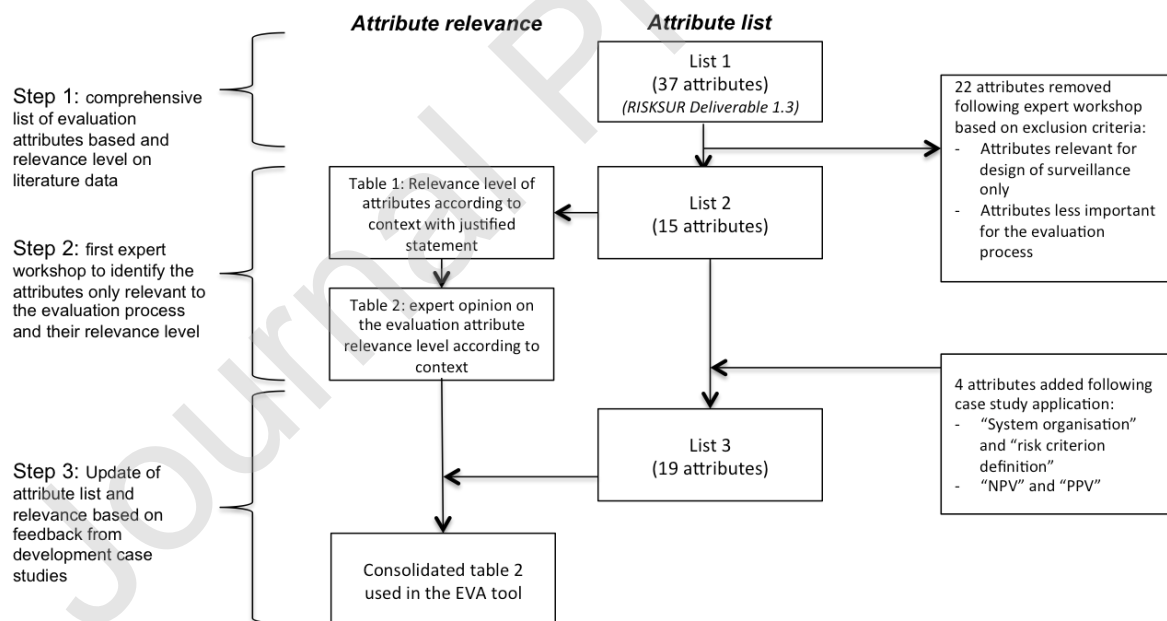 Attribute relevance
Attribute list
Step 1: comprehensive
list of evaluation
attributes based and
relevance level on
literature data
List 1
(37 attributes)
(RISKSUR Deliverable 1.3)
22 attributes removed
following expert workshop
based on exclusion criteria:
- Attributes relevant for
design of surveillance
only
- Attributes less important
for the evaluation
process
Step 2: first expert
workshop to identify the
attributes only relevant to
the evaluation process
and their relevance level
Table 1: Relevance level of
attributes according to
context with justified
statement
List 2
(15 attributes)
Table 2: expert opinion on
the evaluation attribute
relevance level according to
context
4 attributes added following
case study application:
- “System organisation”
and “risk criterion
definition”
- “NPV” and “PPV”
Step 3: Update of
attribute list and
relevance based on
feedback from
development case
studies
List 3
(19 attributes)
Consolidated table 2
used in the EVA tool
Journal Pr